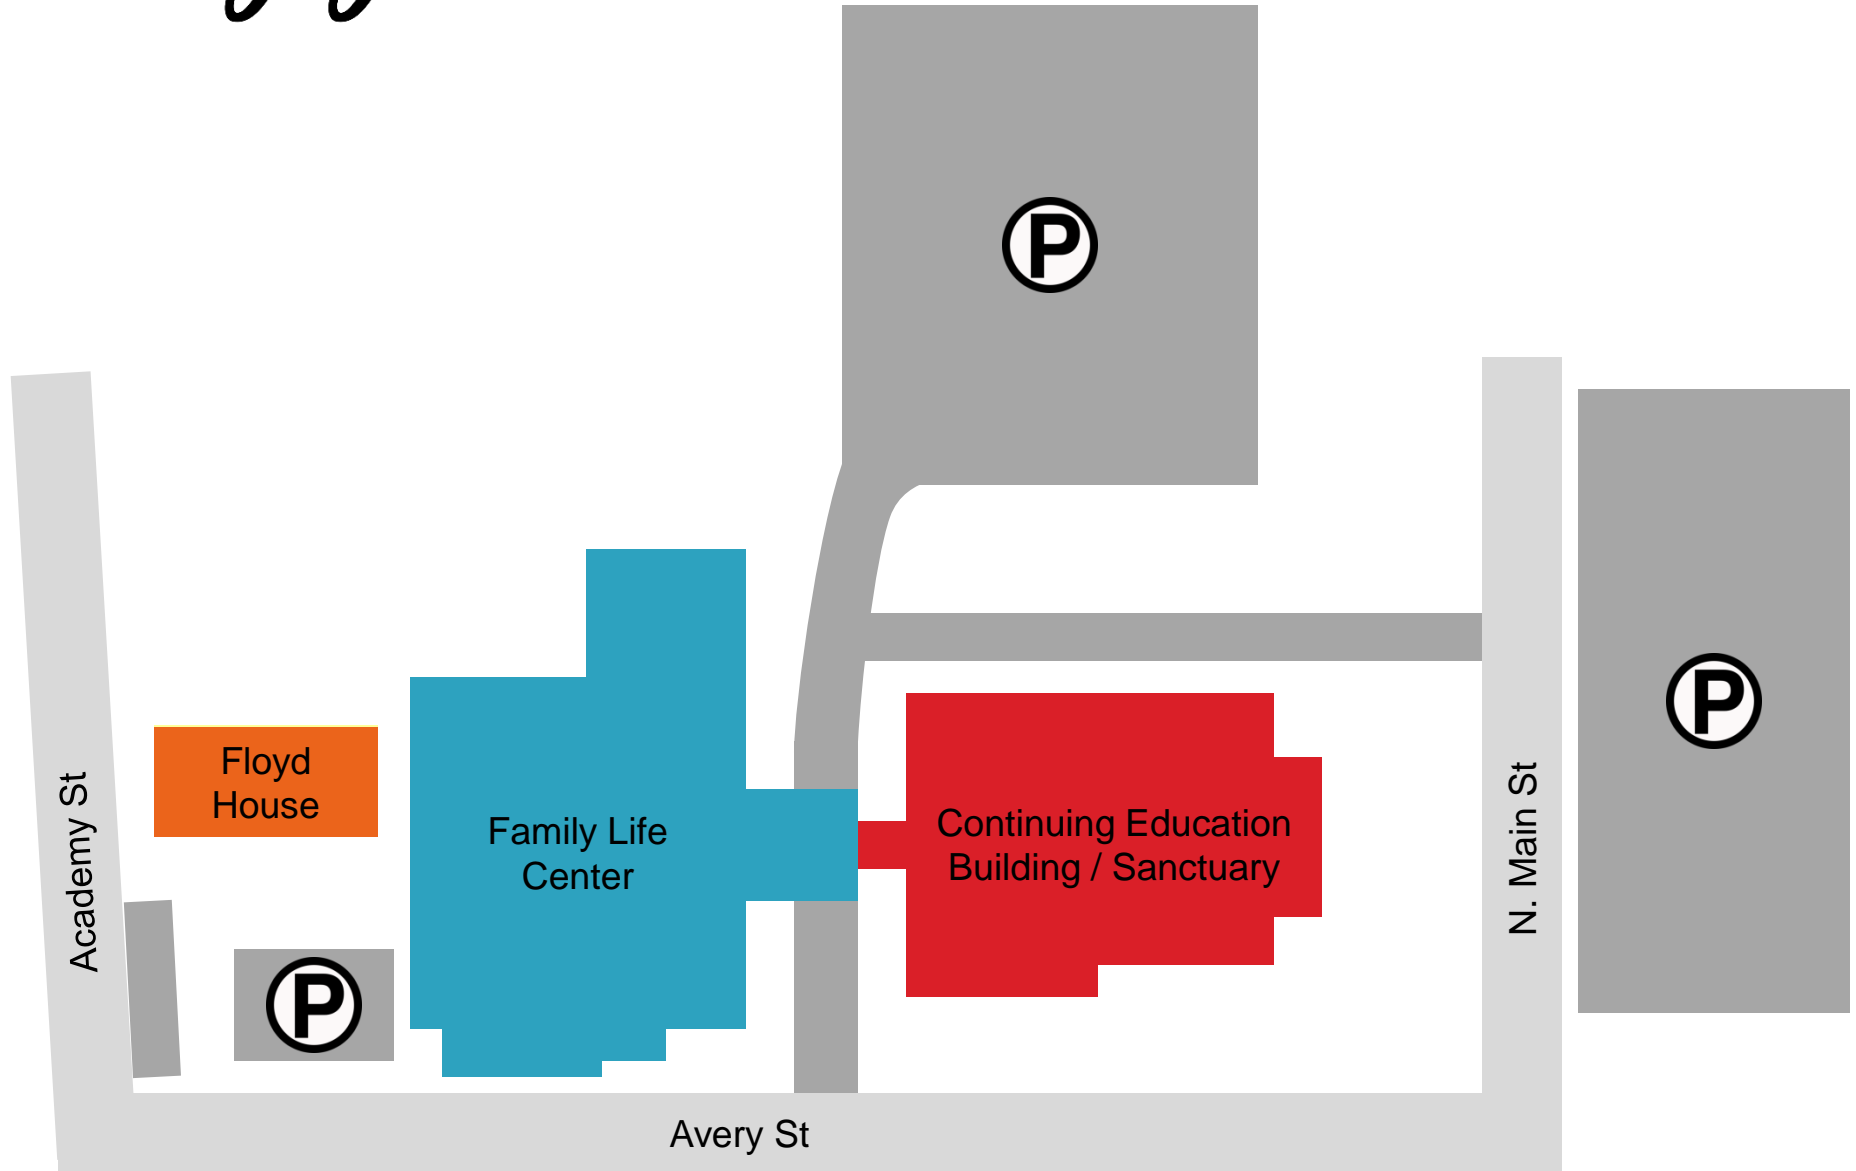 P
P
Floyd
House
Family Life
Center
Continuing Education
Building / Sanctuary
Academy St
N. Main St
P
Avery St